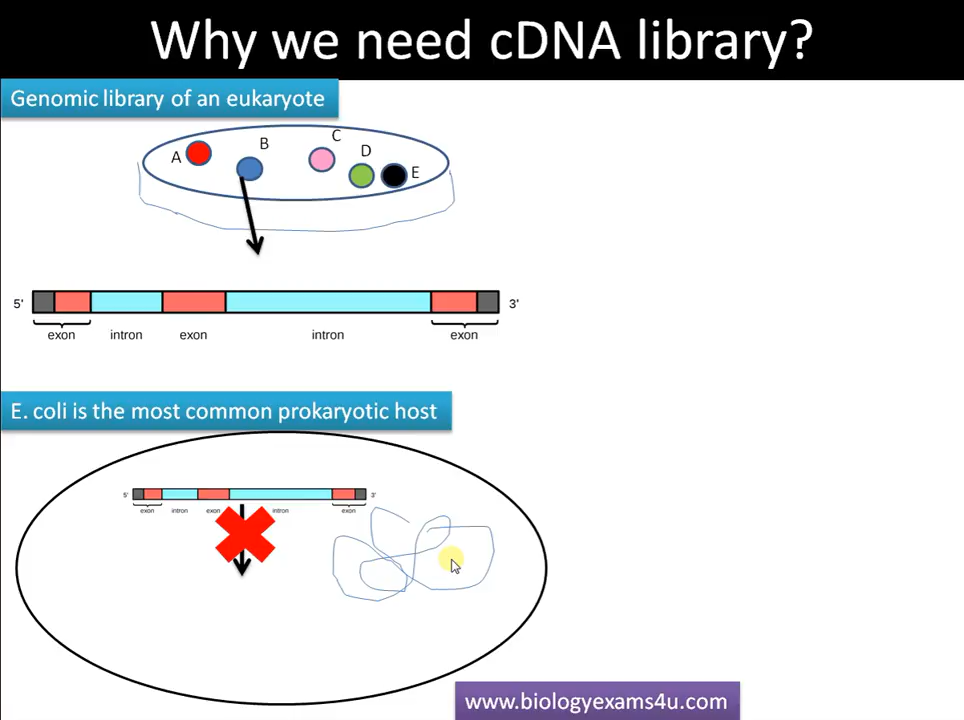 Why we need cDNA library?
Genomic library of an eukaryote
A B C D E
5' 3'
exon intron exon intron exon
E. coli is the most common prokaryotic host
5' 3'
exon intron exon intron exon
www.biologyexams4u.com